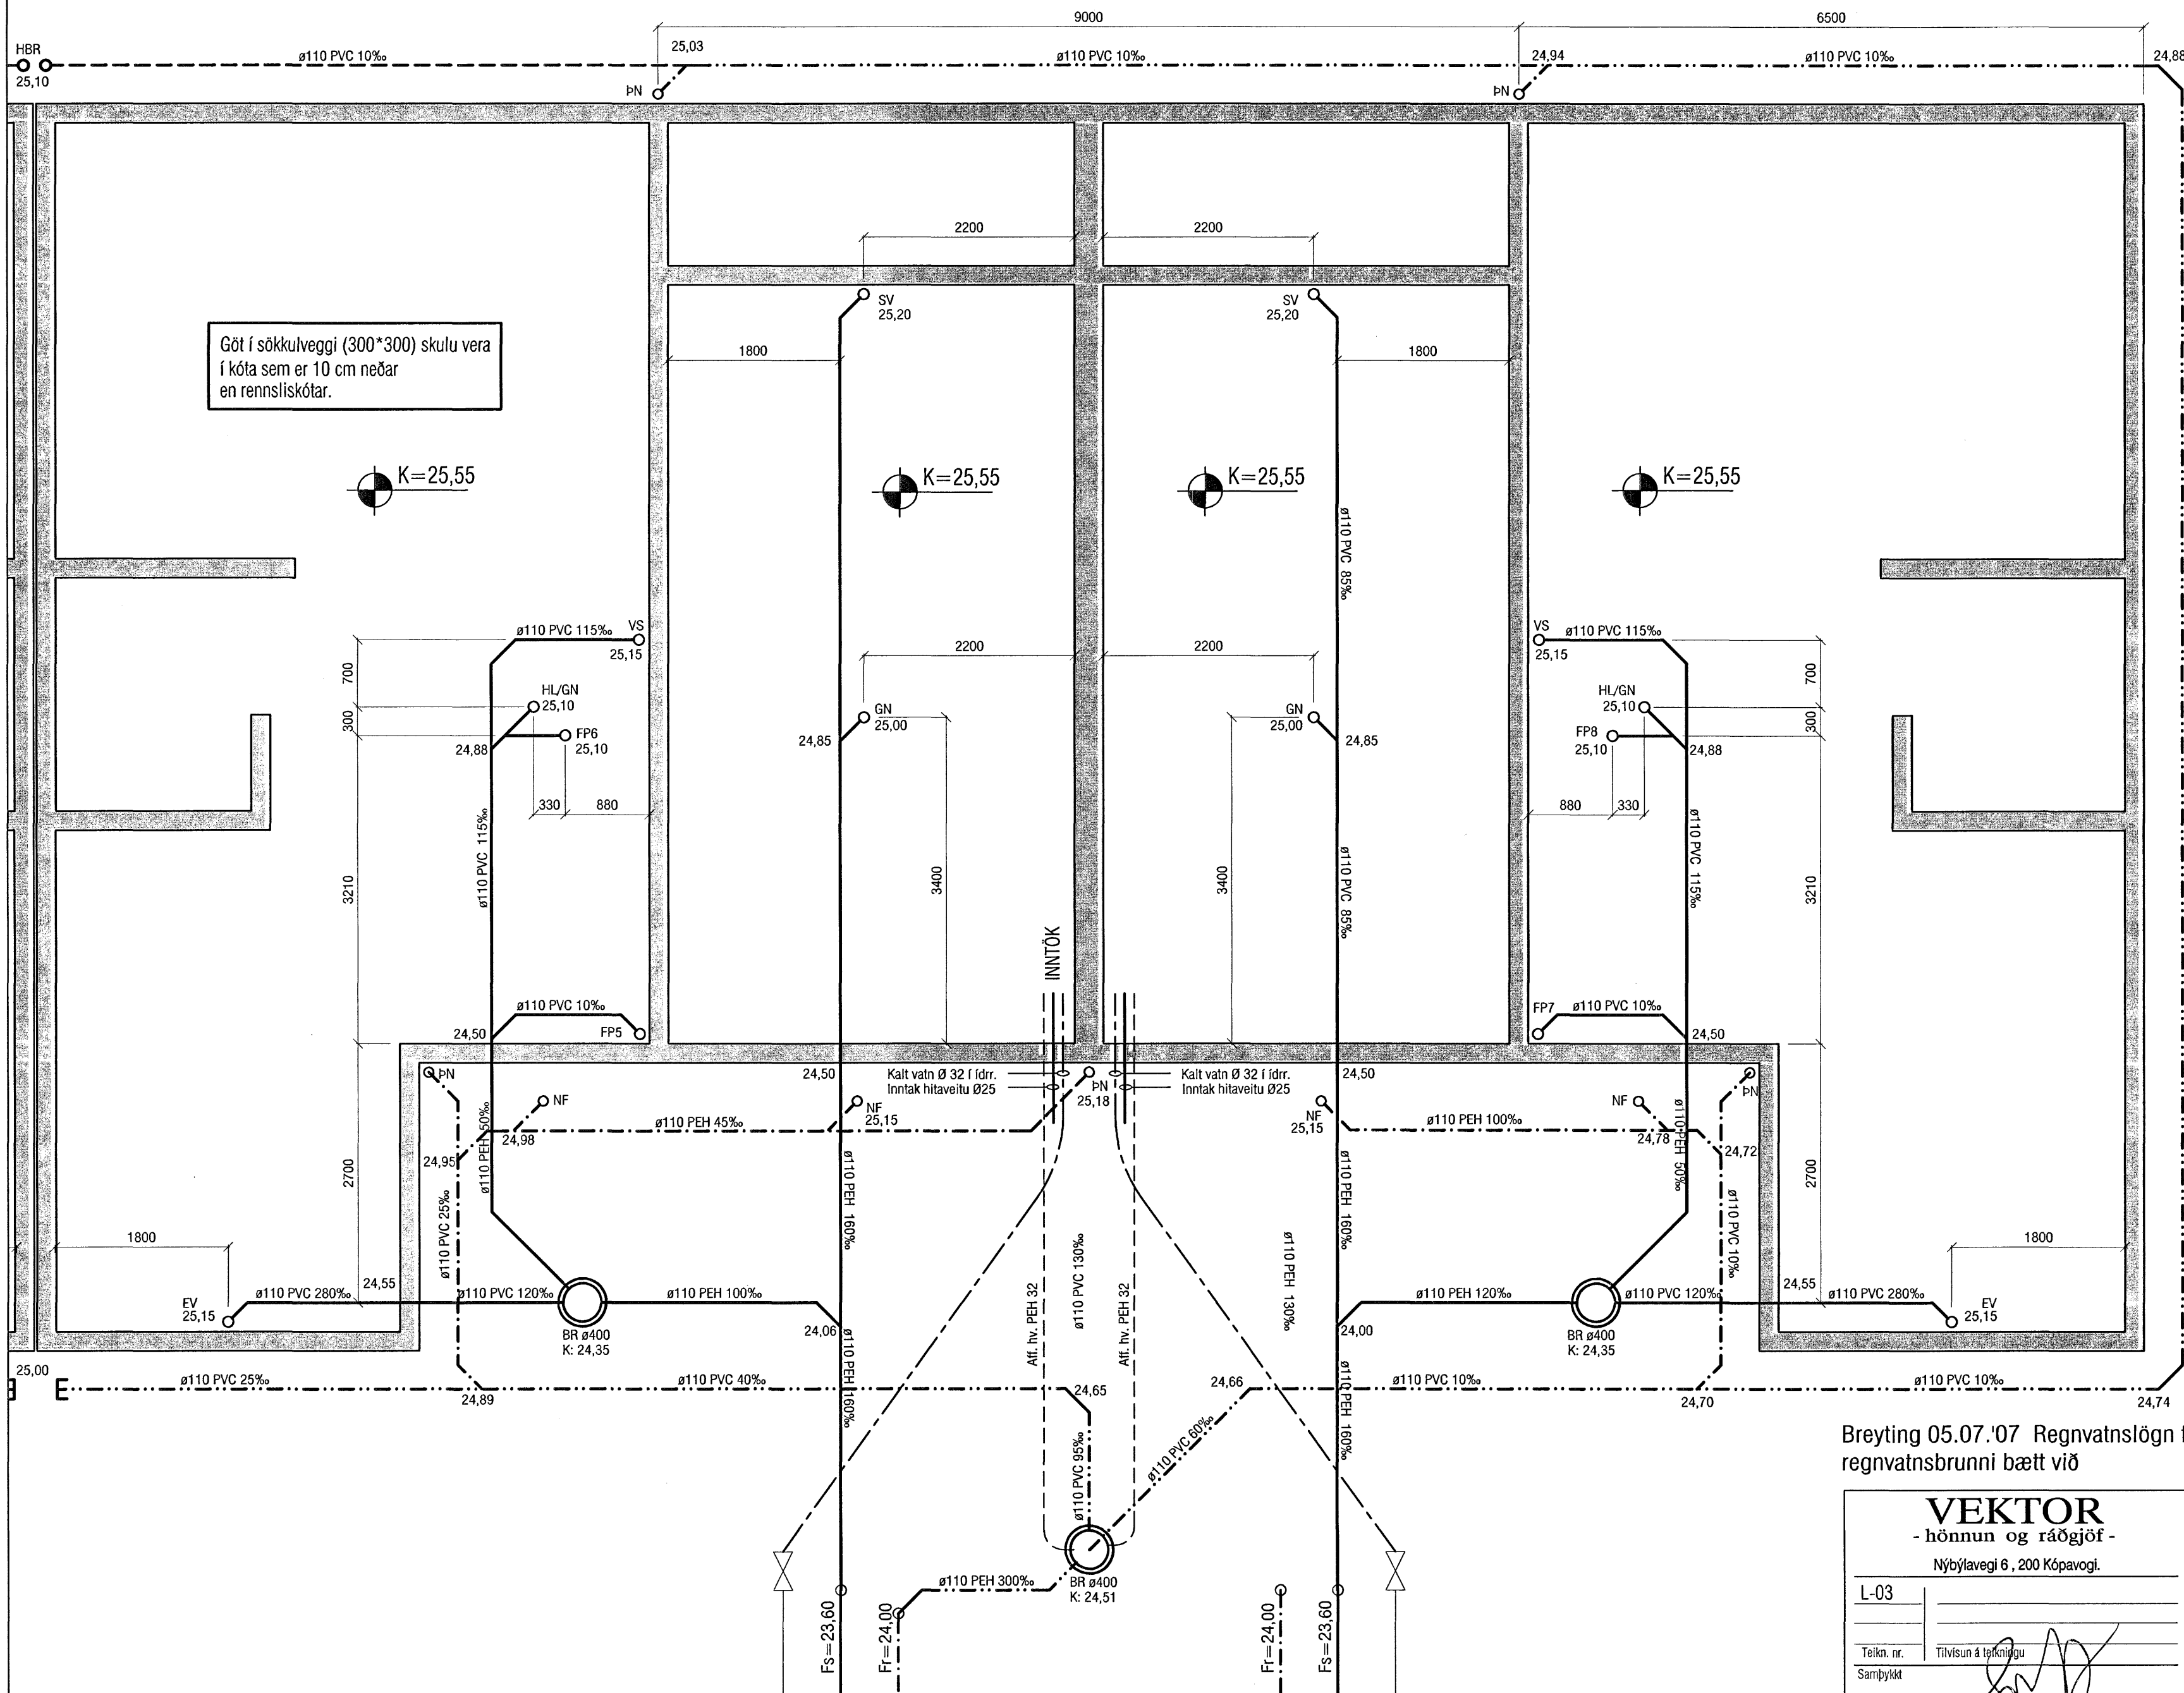 9000
6500
HBR
25,10
ø110 PVC 10‰
25,03
ø110 PVC 10‰
24,94
ø110 PVC 10‰
24,88
ÞN
ÞN
2200
2200
SV
25,20
SV
25,20
Göt í sökkulveggi (300*300) skulu vera
í kóta sem er 10 cm neðar
en rennsliskótar.
1800
1800
K=25,55
K=25,55
K=25,55
K=25,55
ø110 PVC 85‰
ø110 PVC 115‰
VS
25,15
VS
25,15
ø110 PVC 115‰
2200
2200
700
300
HL/GN
25,10
FP6
25,10
24,88
GN
25,00
24,85
GN
25,00
24,85
HL/GN
25,10
FP8
25,10
24,88
700
300
330
880
880
330
ø110 PVC 115‰
3210
3400
3400
ø110 PVC 85‰
ø110 PVC 115‰
3210
INNTÖK
ø110 PVC 10‰
24,50
FP5
FP7
ø110 PVC 10‰
24,50
ÞN
24,50
Kalt vatn Ø 32 í ídrr.
Inntak hitaveitu Ø25
ÞN
25,18
Kalt vatn Ø 32 í ídrr.
Inntak hitaveitu Ø25
24,50
ÞN
NF
NF
25,15
NF
25,15
NF
24,98
ø110 PEH 45‰
ø110 PEH 100‰
24,78
24,72
24,95
ø110 PEH 50‰
ø110 PEH 50‰
2700
ø110 PVC 25‰
ø110 PEH 160‰
ø110 PVC 130‰
ø110 PEH 130‰
ø110 PEH 160‰
ø110 PVC 10‰
2700
1800
1800
EV
25,15
ø110 PVC 280‰
24,55
ø110 PVC 120‰
ø110 PEH 100‰
BR ø400
K: 24,35
24,06
Aff. hv. PEH 32
Aff. hv. PEH 32
ø110 PEH 120‰
24,00
BR ø400
K: 24,35
ø110 PVC 120‰
24,55
ø110 PVC 280‰
EV
25,15
25,00
E
ø110 PVC 25‰
24,89
ø110 PVC 40‰
ø110 PEH 160‰
24,65
24,66
ø110 PEH 160‰
ø110 PVC 10‰
24,70
ø110 PVC 10‰
24,74
ø110 PVC 95‰
ø110 PVC 60‰
ø110 PEH 300‰
BR ø400
K: 24,51
Fs=23,60
Fr=24,00
Fr=24,00
Fs=23,60
Breyting 05.07.'07 Regnvatnslögn f
regnvatnsbrunni bætt við
VEKTOR
- hönnun og ráðgjöf -
Nýbýlavegi 6 , 200 Kópavogi.
L-03
Teikn. nr.
Tilvísun á teikningu
Samþykkt